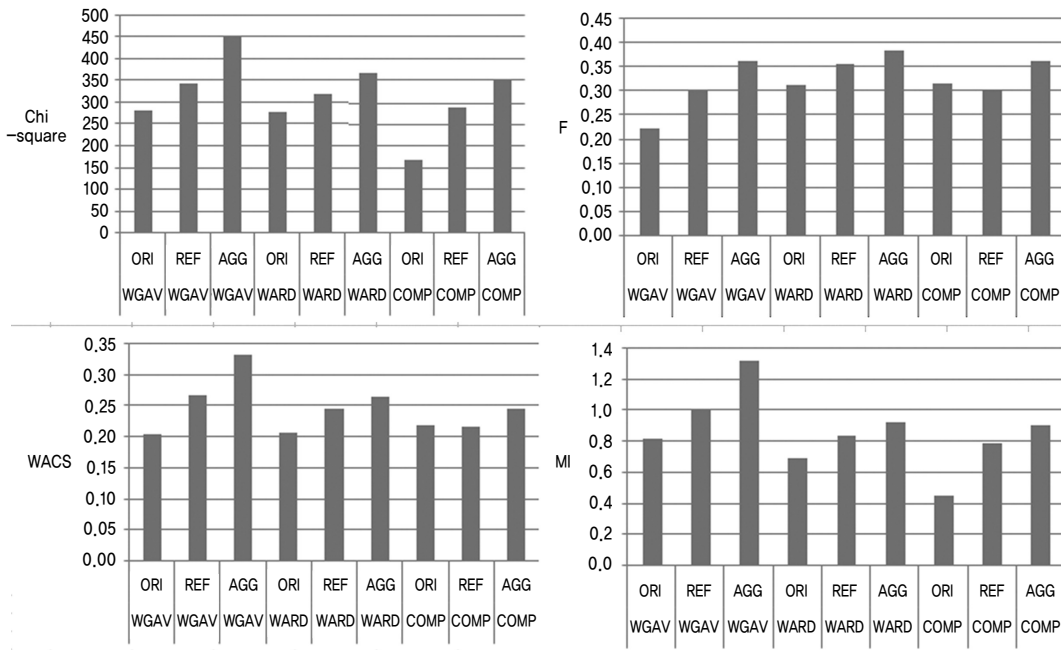 500
450
400
350
300
250
200
150
100
50
0
Chi
-square
ORI REF AGG ORI REF AGG ORI REF AGG
WGAV WGAV WGAV WARD WARD WARD COMP COMP COMP
0.45
0.40
0.35
0.30
0.25
0.20
0.15
0.10
0.05
0.00
F
ORI REF AGG ORI REF AGG ORI REF AGG
WGAV WGAV WGAV WARD WARD WARD COMP COMP COMP
0.35
0.30
0.25
0.20
0.15
0.10
0.05
0.00
WACS
ORI REF AGG ORI REF AGG ORI REF AGG
WGAV WGAV WGAV WARD WARD WARD COMP COMP COMP
1.4
1.2
1.0
0.8
0.6
0.4
0.2
0.0
MI
ORI REF AGG ORI REF AGG ORI REF AGG
WGAV WGAV WGAV WARD WARD WARD COMP COMP COMP